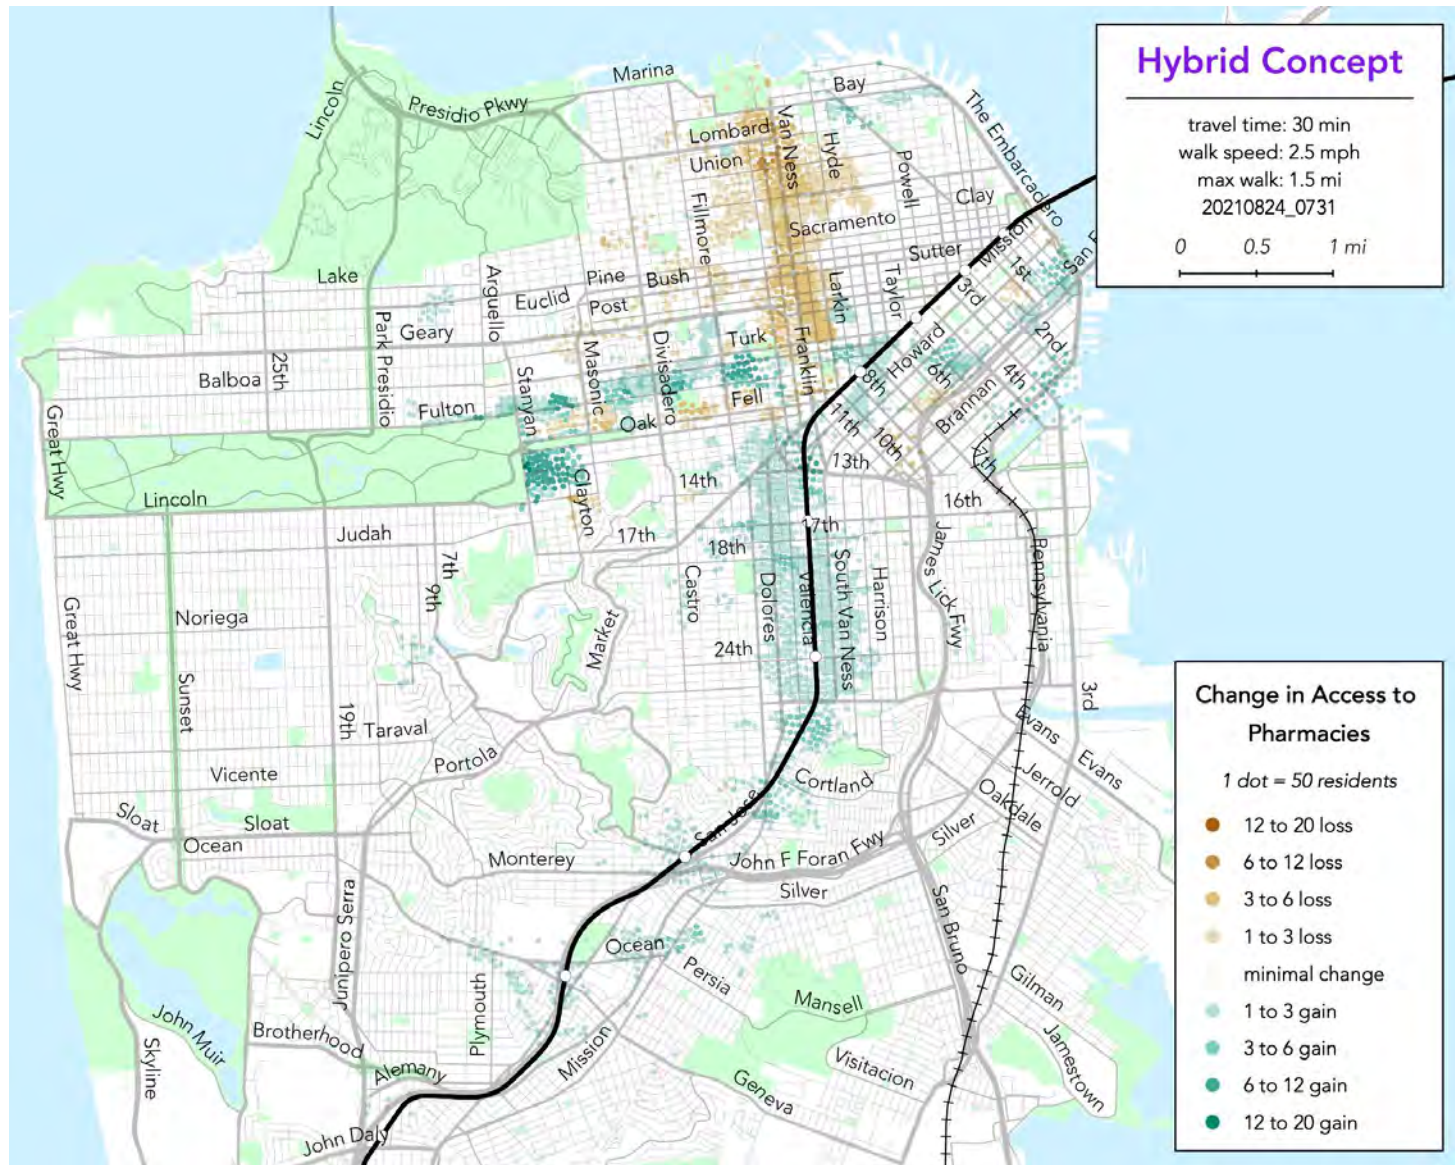 Hybrid Concept
travel time: 30 min
walk speed: 2.5 mph
max walk: 1.5 mi
20210824_0731
0 0.5 1 mi
Marina
Bay
Lincoln
Presidio Pkwy
The Embarcadero
Lombard
Van Ness
Hyde
Union
Powell
Clay
Fillmore
Sacramento
Sutter
Mission
1st
San F
Lake
Arguello
Pine
Bush
Euclid
Post
Larkin
Taylor
3rd
Geary
Park Presidio
Turk
Franklin
Howard
2nd
25th
Balboa
Masonic
Divisadero
8th
6th
4th
Stanyan
Fell
Fulton
Oak
11th
Brannan
Great Hwy
10th
7th
13th
Clayton
14th
Lincoln
16th
Judah
17th
17th
18th
7th
9th
James Lick Fwy
Pennsylvania
Castro
Dolores
Valencia
South Van Ness
Harrison
Great Hwy
Noriega
Market
24th
Sunset
19th
Taraval
3rd
Evans
Portola
Evans
Vicente
Cortland
Jerrold
Oakdale
Sloat
Sloat
San Jose
Silver
Ocean
Monterey
John F Foran Fwy
Silver
Junipero Serra
San Bruno
Ocean
Persia
Plymouth
Mansell
Gilman
John Muir
Brotherhood
Mission
Jamestown
Skyline
Alemany
Visitacion
Geneva
John Daly
Change in Access to
Pharmacies
1 dot = 50 residents
12 to 20 loss
6 to 12 loss
3 to 6 loss
1 to 3 loss
minimal change
1 to 3 gain
3 to 6 gain
6 to 12 gain
12 to 20 gain